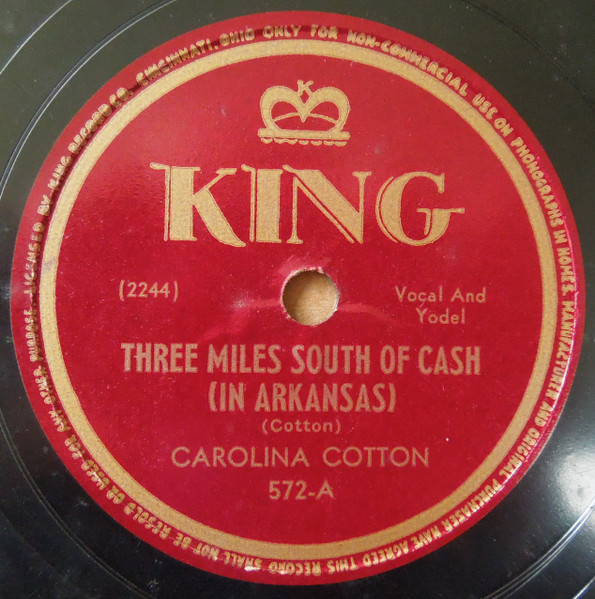 K
KING
(2244)
Vocal And
Yodel
THREE MILES SOUTH OF CASH
(IN ARKANSAS)
(Cotton)
CAROLINA COTTON
572-A
LICENSED BY KING RECORD CO. CINCINNATI, OHIO ONLY FOR NON-COMMERCIAL USE ON PHONOGRAPHS IN HOMES. MANUFACTURER AND ORIGINAL PURCHASER HAVE AGREED THIS RECORD SHALL NOT BE RESOLD OR USED FOR ANY OTHER PURPOSE.